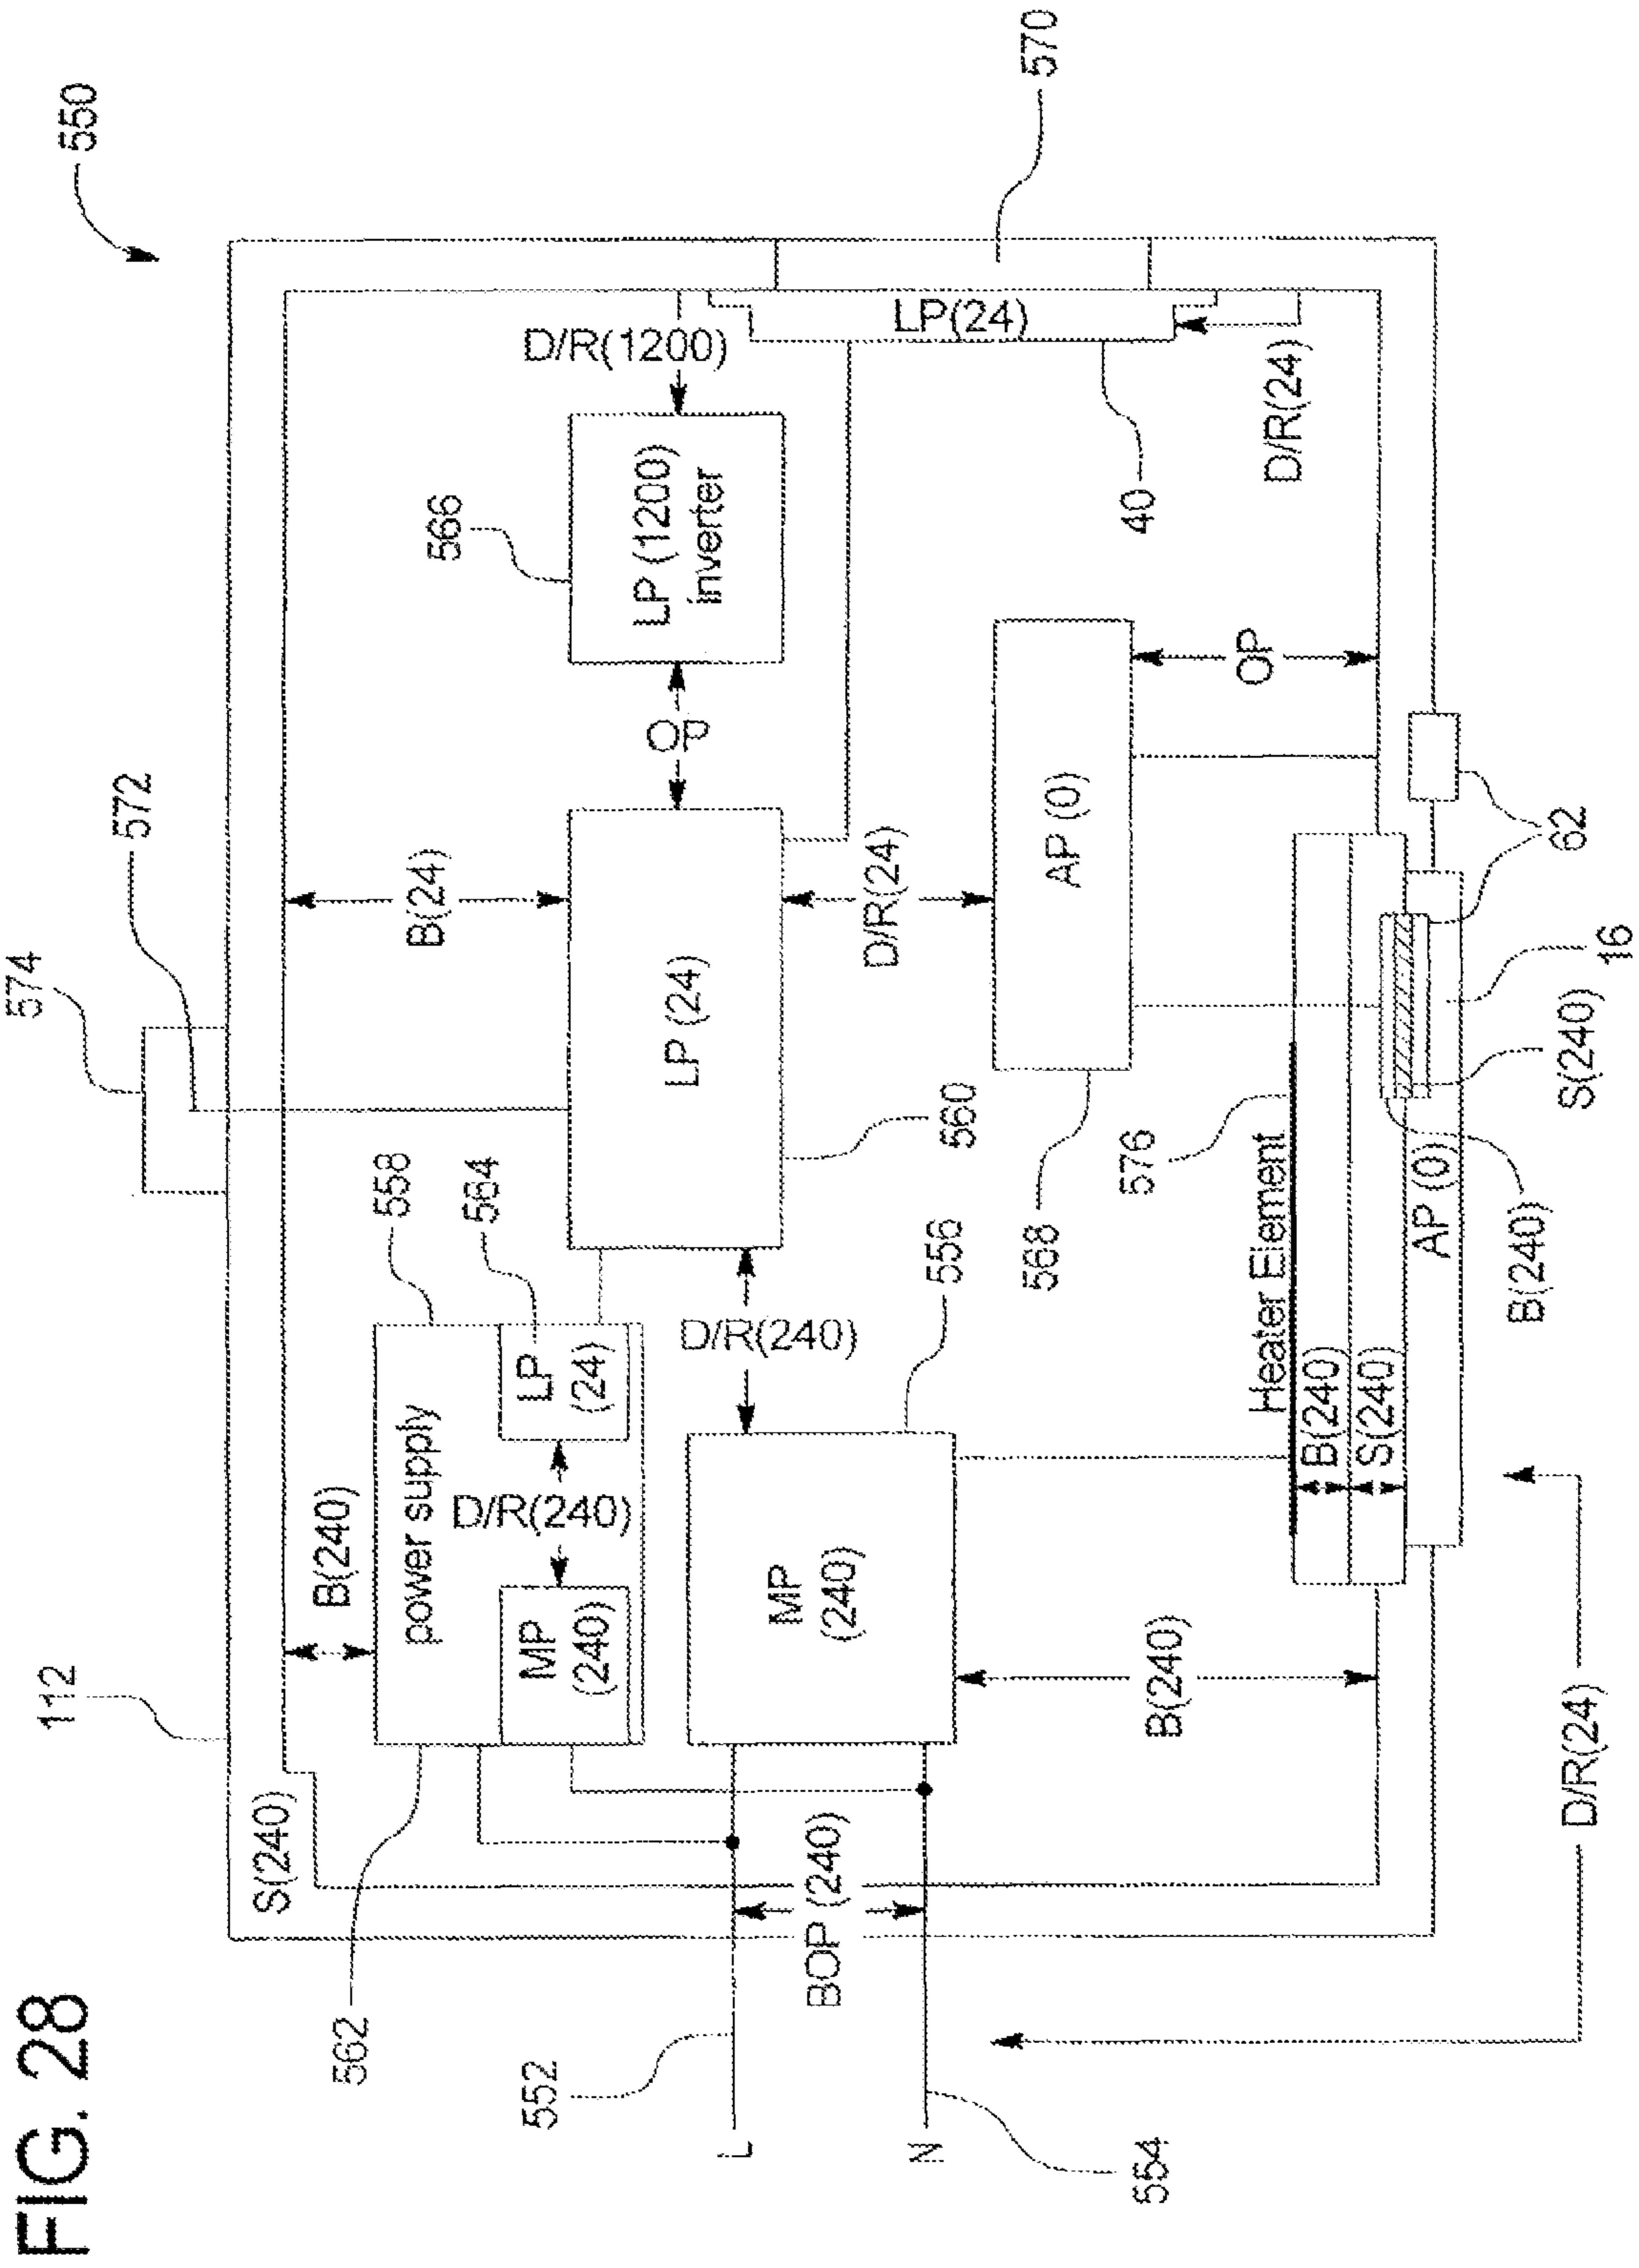 FIG. 28
550
574
572
112
S(240)
B(240)
558
564
B(24)
566
D/R(1200)
570
562
power supply
MP
(240)
D/R(240)
LP
(24)
LP (24)
OP
LP (1200)
inverter
LP(24)
552
L
N
554
BOP (240)
MP
(240)
D/R(240)
556
560
D/R(24)
AP (0)
568
OP
40
D/R(24)
B(240)
Heater Element
576
B(240)
S(240)
AP (0)
B(240)
S(240)
16
62
D/R(24)